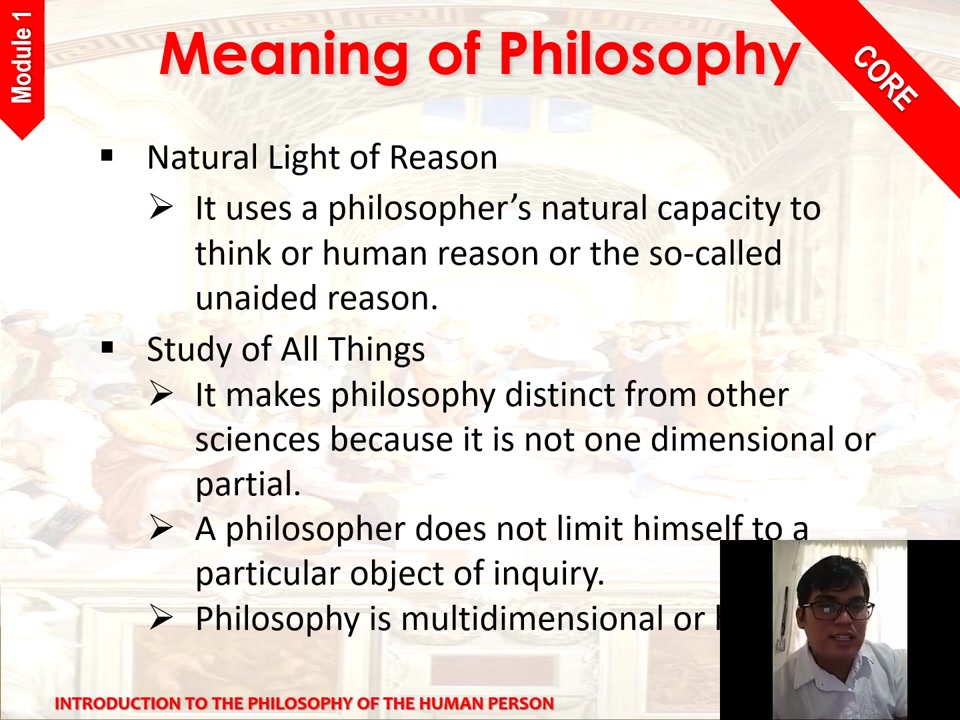 Module 1
Meaning of Philosophy
CORE
▪ Natural Light of Reason
➢ It uses a philosopher’s natural capacity to
think or human reason or the so-called
unaided reason.
▪ Study of All Things
➢ It makes philosophy distinct from other
sciences because it is not one dimensional or
partial.
➢ A philosopher does not limit himself to a
particular object of inquiry.
➢ Philosophy is multidimensional or
INTRODUCTION TO THE PHILOSOPHY OF THE HUMAN PERSON